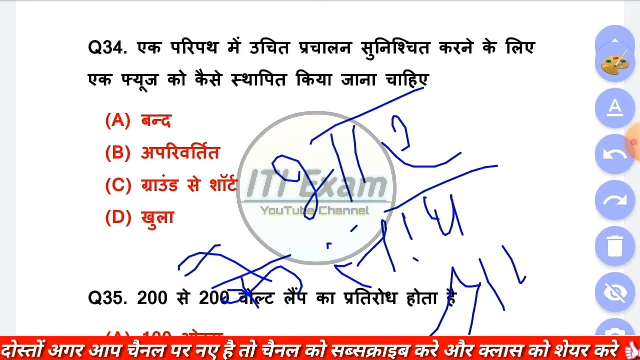 Q34. एक परिपथ में उचित प्रचालन सुनिश्चित करने के लिए
एक फ्यूज को कैसे स्थापित किया जाना चाहिए
(A) बन्द
(B) अपरिवर्तित
(C) ग्राउंड से शॉर्ट
(D) खुला
ITI Exam
YouTube Channel
Q35. 200 से 200 वोल्ट लैंप का प्रतिरोध होता है
दोस्तों अगर आप चैनल पर नए है तो चैनल को सब्सक्राइब करे और क्लास को शेयर करे